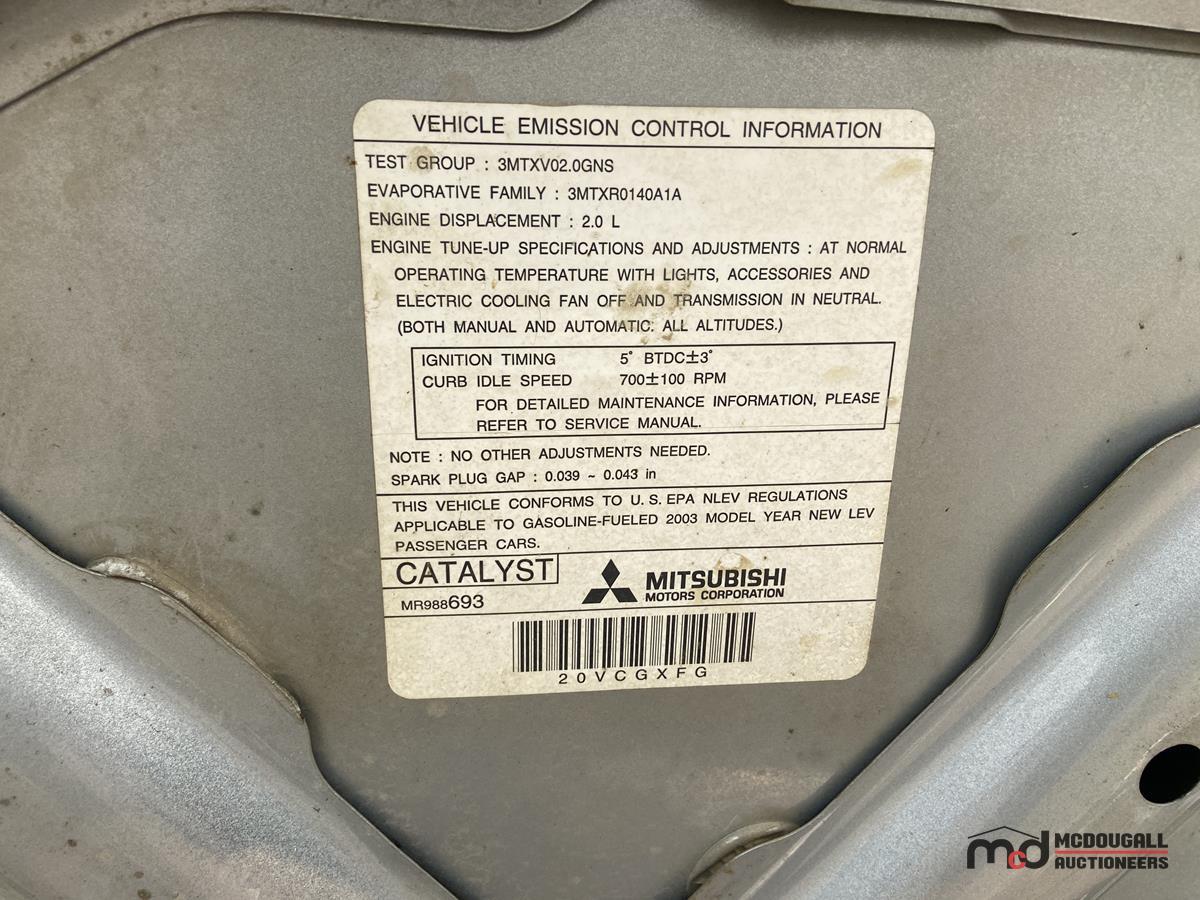 VEHICLE EMISSION CONTROL INFORMATION
TEST GROUP : 3MTXV02.0GNS
EVAPORATIVE FAMILY : 3MTXR0140A1A
ENGINE DISPLACEMENT : 2.0 L
ENGINE TUNE-UP SPECIFICATIONS AND ADJUSTMENTS : AT NORMAL
OPERATING TEMPERATURE WITH LIGHTS, ACCESSORIES AND
ELECTRIC COOLING FAN OFF AND TRANSMISSION IN NEUTRAL.
(BOTH MANUAL AND AUTOMATIC. ALL ALTITUDES.)
IGNITION TIMING 5° BTDC±3°
CURB IDLE SPEED 700±100 RPM
FOR DETAILED MAINTENANCE INFORMATION, PLEASE
REFER TO SERVICE MANUAL.
NOTE : NO OTHER ADJUSTMENTS NEEDED.
SPARK PLUG GAP : 0.039 ~ 0.043 in
THIS VEHICLE CONFORMS TO U.S. EPA NLEV REGULATIONS
APPLICABLE TO GASOLINE-FUELED 2003 MODEL YEAR NEW LEV
PASSENGER CARS.
CATALYST
MITSUBISHI
MOTORS CORPORATION
MR988693
20VCGXFG
mcd MCDOUGALL
AUCTIONEERS